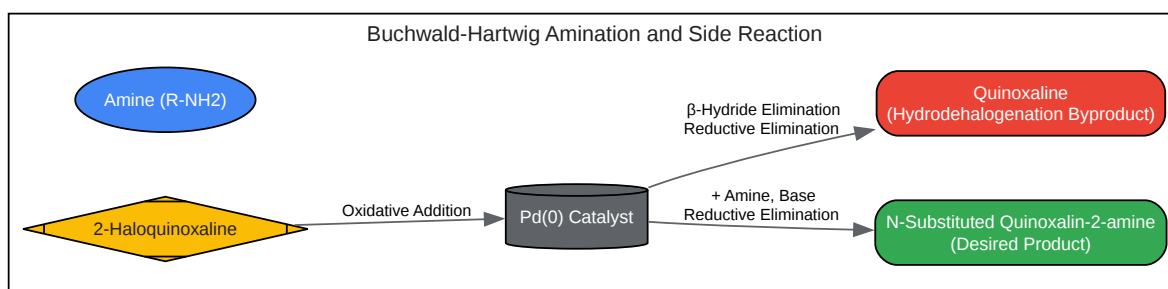 Buchwald-Hartwig Amination and Side Reaction
Amine (R-NH2)
2-Haloquinoxaline
Oxidative Addition
Pd(0) Catalyst
β-Hydride Elimination
Reductive Elimination
Quinoxaline
(Hydrodehalogenation Byproduct)
+ Amine, Base
Reductive Elimination
N-Substituted Quinoxalin-2-amine
(Desired Product)